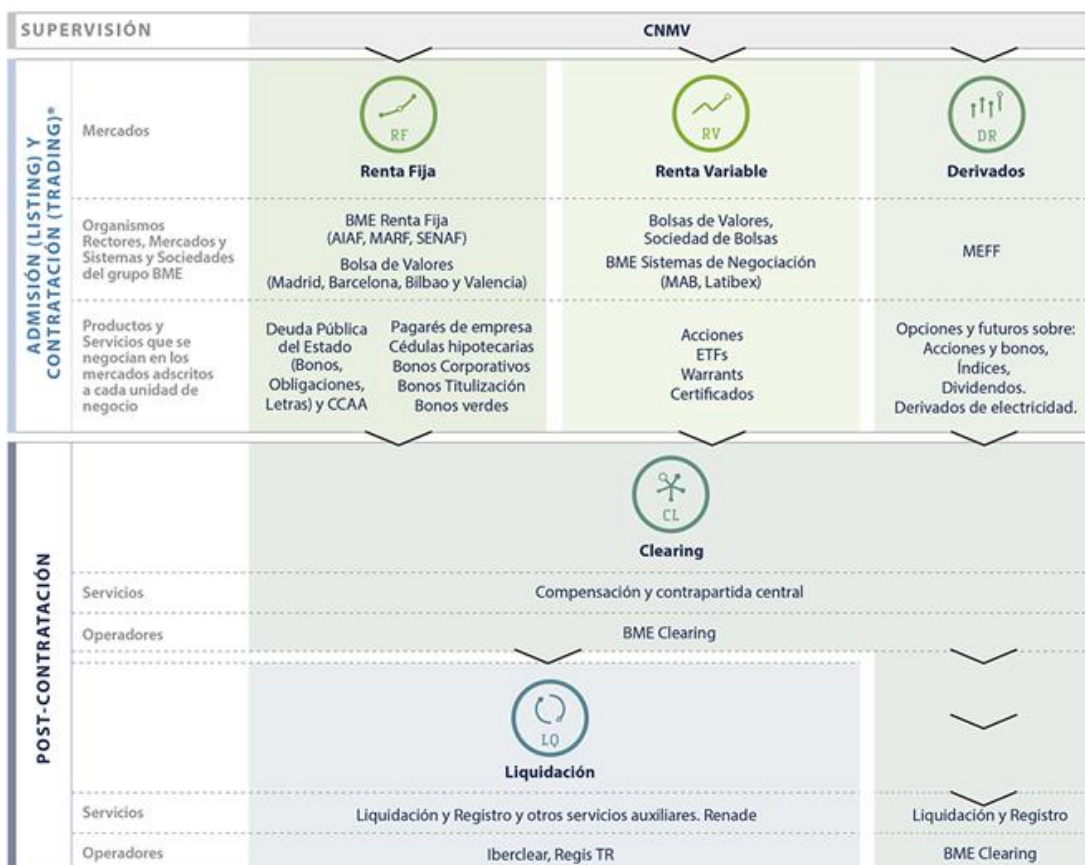 SUPERVISIÓN
CNMV
ADMISIÓN (LISTING) Y
CONTRATACIÓN (TRADING)*
Mercados
RF
Renta Fija
RV
Renta Variable
DR
Derivados
Organismos
Rectores, Mercados y
Sistemas y Sociedades
del grupo BME
BME Renta Fija
(AIAF, MARF, SENAF)
Bolsa de Valores
(Madrid, Barcelona, Bilbao y Valencia)
Bolsas de Valores,
Sociedad de Bolsas
BME Sistemas de Negociación
(MAB, Latibex)
MEFF
Productos y
Servicios que se
negocian en los
mercados adscritos
a cada unidad de
negocio
Deuda Pública
del Estado
(Bonos,
Obligaciones,
Letras) y CCAA
Pagarés de empresa
Cédulas hipotecarias
Bonos Corporativos
Bonos Titulización
Bonos verdes
Acciones
ETFs
Warrants
Certificados
Opciones y futuros sobre:
Acciones y bonos,
Índices,
Dividendos.
Derivados de electricidad.
POST-CONTRATACIÓN
CL
Clearing
Servicios
Compensación y contrapartida central
Operadores
BME Clearing
LQ
Liquidación
Servicios
Liquidación y Registro y otros servicios auxiliares. Renade
Liquidación y Registro
Operadores
Iberclear, Regis TR
BME Clearing